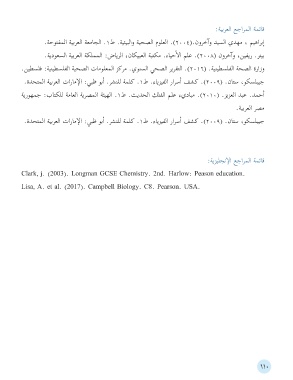 قائمة المراجع العربية:
إبراهيم ، مهدي السيد وآخرون.(٢٠٠٤). العلوم الصحية والبيئية. ط١. الجامعة العربية المفتوحة.
بيتر. ريفين، وآخرون (٢٠٠٨). علم الأحياء. مكتبة العبيكان، الرياض: المملكة العربية السعودية.
وزارة الصحة الفلسطينية. (٢٠١٦). التقرير الصحي السنوي. مركز المعلومات الصحية الفلسطينية: فلسطين.
جيبليسكو، ستان. (٢٠٠٩). كشف أسرار الفيزياء. ط١. كلمة للنشر. أبو ظبي: الإمارات العربية المتحدة.
أحمد. عبد العزيز. (٢٠١٠). مباديء علم الفلك الحديث. ط١. الهيئة المصرية العامة للكتاب: جمهورية
مصر العربية.
جيبليسكو، ستان. (٢٠٠٩). كشف أسرار الفيزياء. ط١. كلمة للنشر. أبو ظبي: الإمارات العربية المتحدة.
قائمة المراجع الإنجليزية:
Clark, j. (2003). Longman GCSE Chemistry. 2nd. Harlow: Peason education.
Lisa, A. et al. (2017). Campbell Biology. C8. Pearson. USA.
١١٠